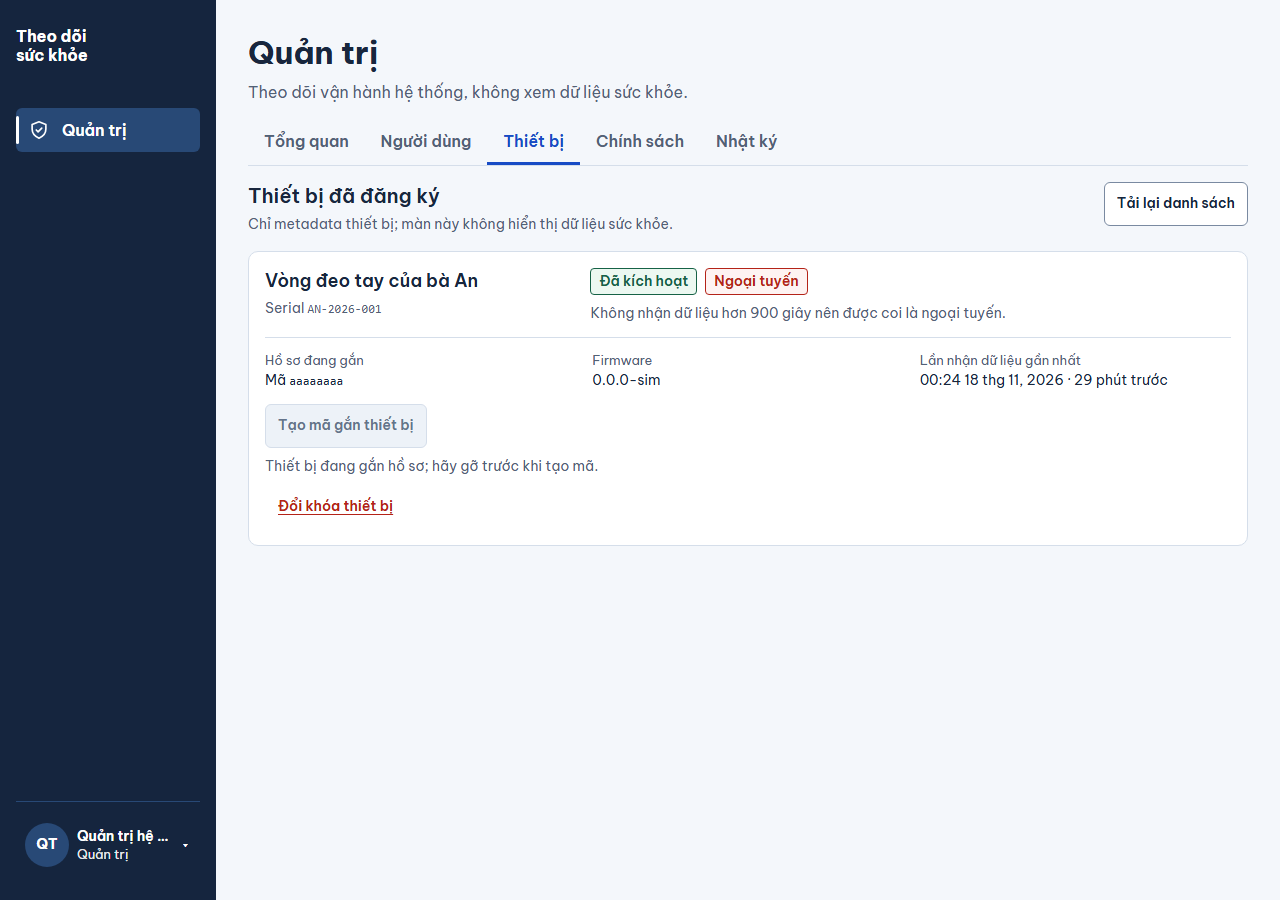 Theo dõi
sức khỏe
Quản trị
QT
Quản trị hệ ...
Quản trị
Quản trị
Theo dõi vận hành hệ thống, không xem dữ liệu sức khỏe.
Tổng quan
Người dùng
Thiết bị
Chính sách
Nhật ký
Thiết bị đã đăng ký
Chỉ metadata thiết bị; màn này không hiển thị dữ liệu sức khỏe.
Tải lại danh sách
Vòng đeo tay của bà An
Serial AN-2026-001
Đã kích hoạt
Ngoại tuyến
Không nhận dữ liệu hơn 900 giây nên được coi là ngoại tuyến.
Hồ sơ đang gắn
Mã aaaaaaaa
Firmware
0.0.0-sim
Lần nhận dữ liệu gần nhất
00:24 18 thg 11, 2026 · 29 phút trước
Tạo mã gắn thiết bị
Thiết bị đang gắn hồ sơ; hãy gỡ trước khi tạo mã.
Đổi khóa thiết bị